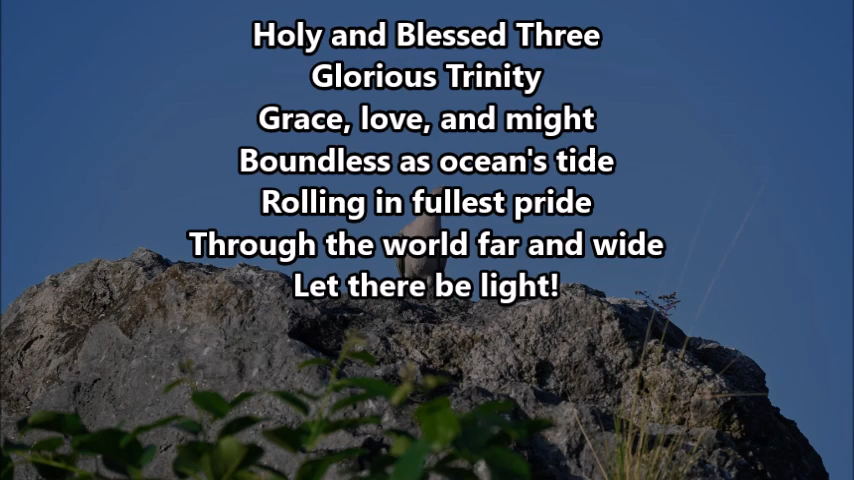 Holy and Blessed Three
Glorious Trinity
Grace, love, and might
Boundless as ocean's tide
Rolling in fullest pride
Through the world far and wide
Let there be light!